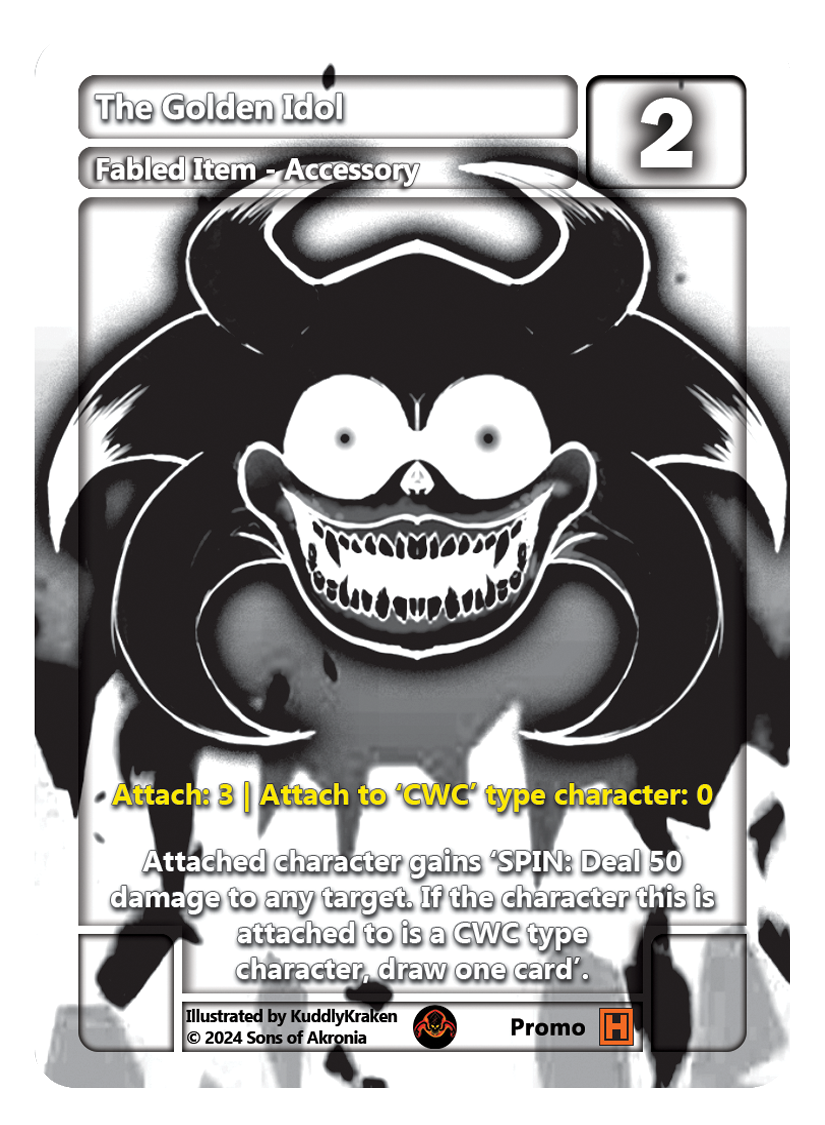 The Golden Idol
2
Fabled Item - Accessory
Attach: 3 | Attach to ‘CWC’ type character: 0
Attached character gains ‘SPIN: Deal 50
damage to any target. If the character this is
attached to is a CWC type
character, draw one card’.
Illustrated by KuddlyKraken
© 2024 Sons of Akronia
Promo H